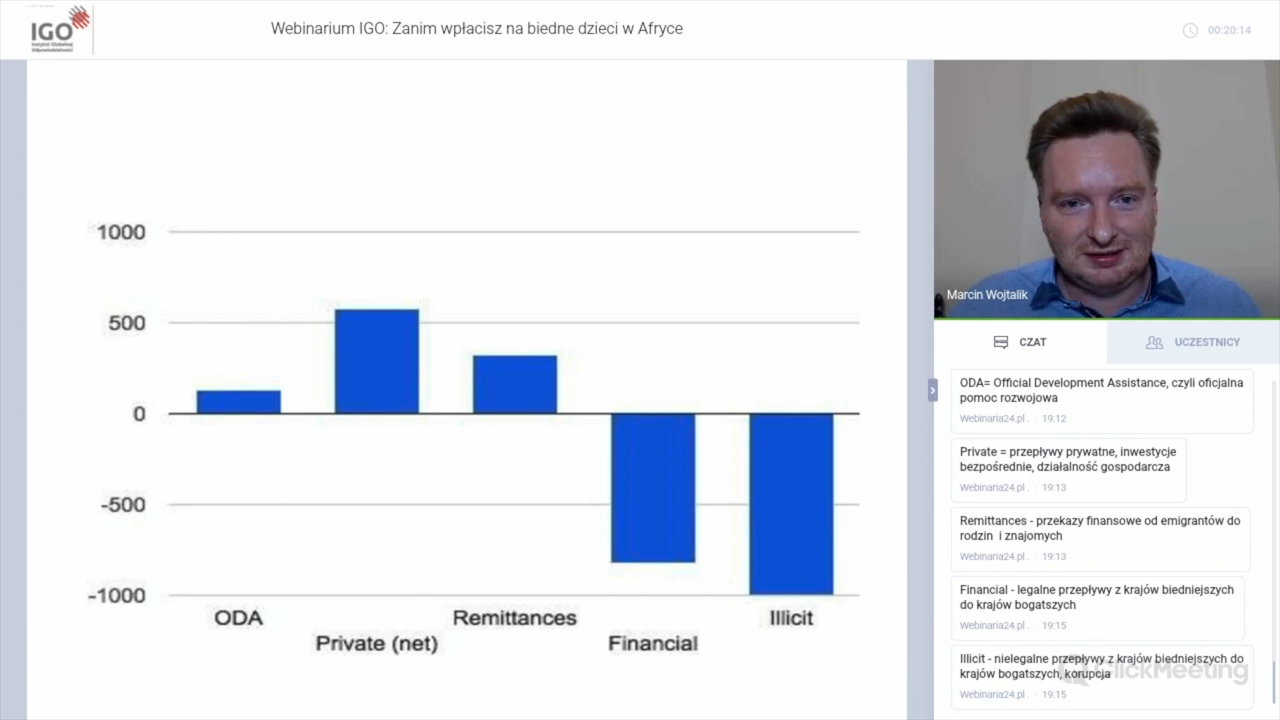 IGO
Instytut Globalnej
Odpowiedzialności
Webinarium IGO: Zanim wpłacisz na biedne dzieci w Afryce
00:20:14
1000
500
0
-500
-1000
ODA
Private (net)
Remittances
Financial
Illicit
Marcin Wojtalik
CZAT
UCZESTNICY
ODA= Official Development Assistance, czyli oficjalna
pomoc rozwojowa
Webinaria24.pl . · 19:12
Private = przepływy prywatne, inwestycje
bezpośrednie, działalność gospodarcza
Webinaria24.pl . · 19:13
Remittances - przekazy finansowe od emigrantów do
rodzin i znajomych
Webinaria24.pl . · 19:13
Financial - legalne przepływy z krajów biedniejszych
do krajów bogatszych
Webinaria24.pl . · 19:15
Illicit - nielegalne przepływy z krajów biedniejszych do
krajów bogatszych, korupcja
Webinaria24.pl . · 19:15
ClickMeeting